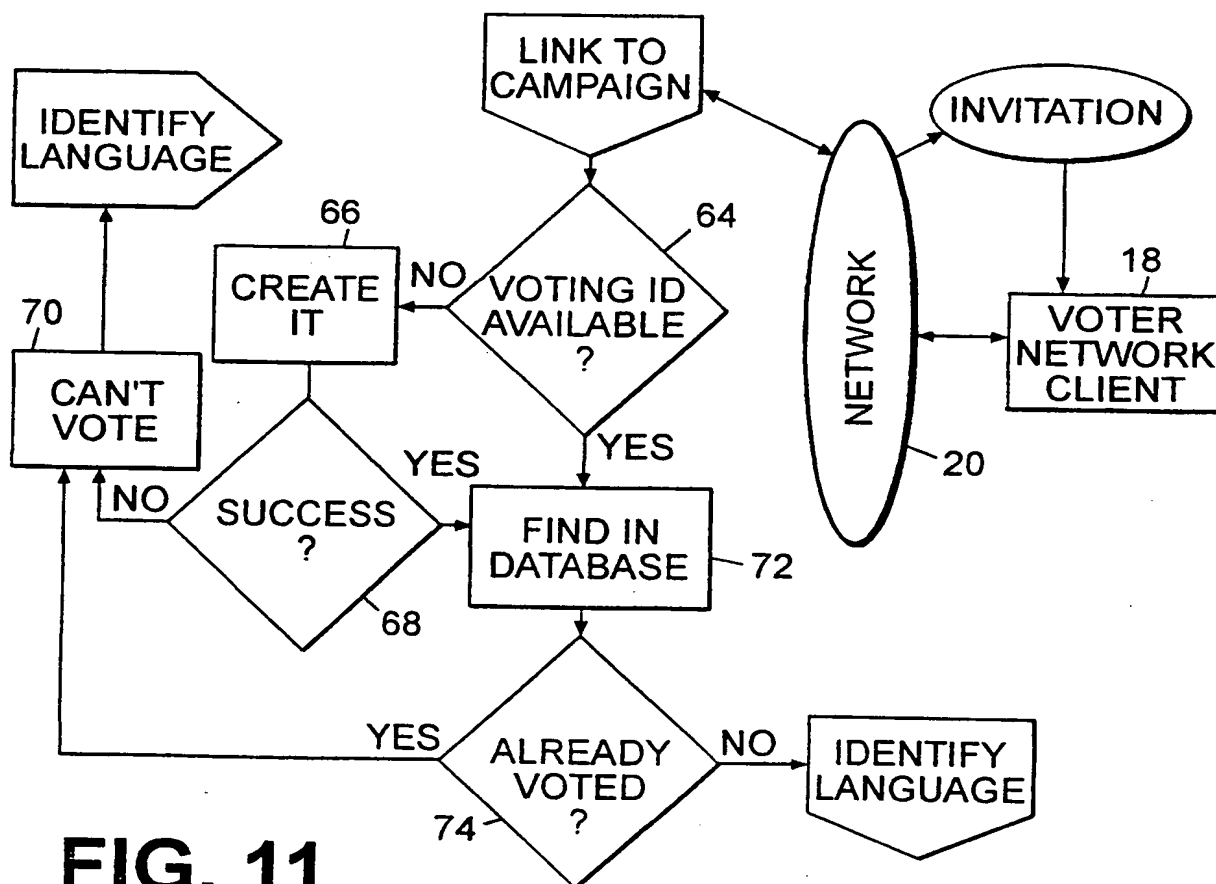 LINK TO
CAMPAIGN
IDENTIFY
LANGUAGE
INVITATION
66
64
CREATE
IT
NO
VOTING ID
AVAILABLE
?
NETWORK
18
VOTER
NETWORK
CLIENT
70
CAN'T
VOTE
YES
20
NO
SUCCESS
?
YES
FIND IN
DATABASE
72
68
YES
ALREADY
VOTED
?
NO
IDENTIFY
LANGUAGE
74
FIG. 11